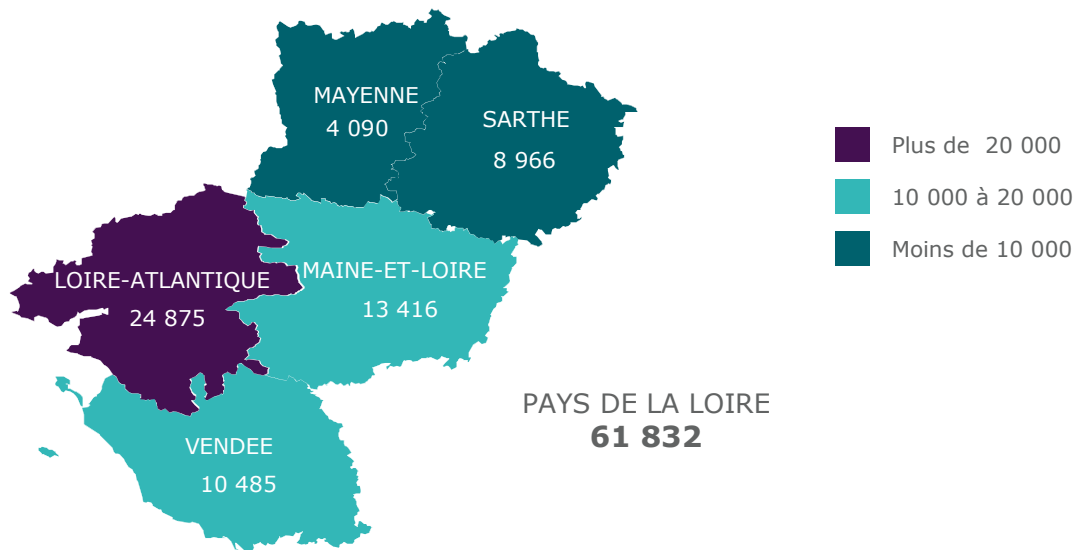 MAYENNE
4 090
SARTHE
8 966
LOIRE-ATLANTIQUE
24 875
MAINE-ET-LOIRE
13 416
VENDEE
10 485
PAYS DE LA LOIRE
61 832
Plus de 20 000
10 000 à 20 000
Moins de 10 000